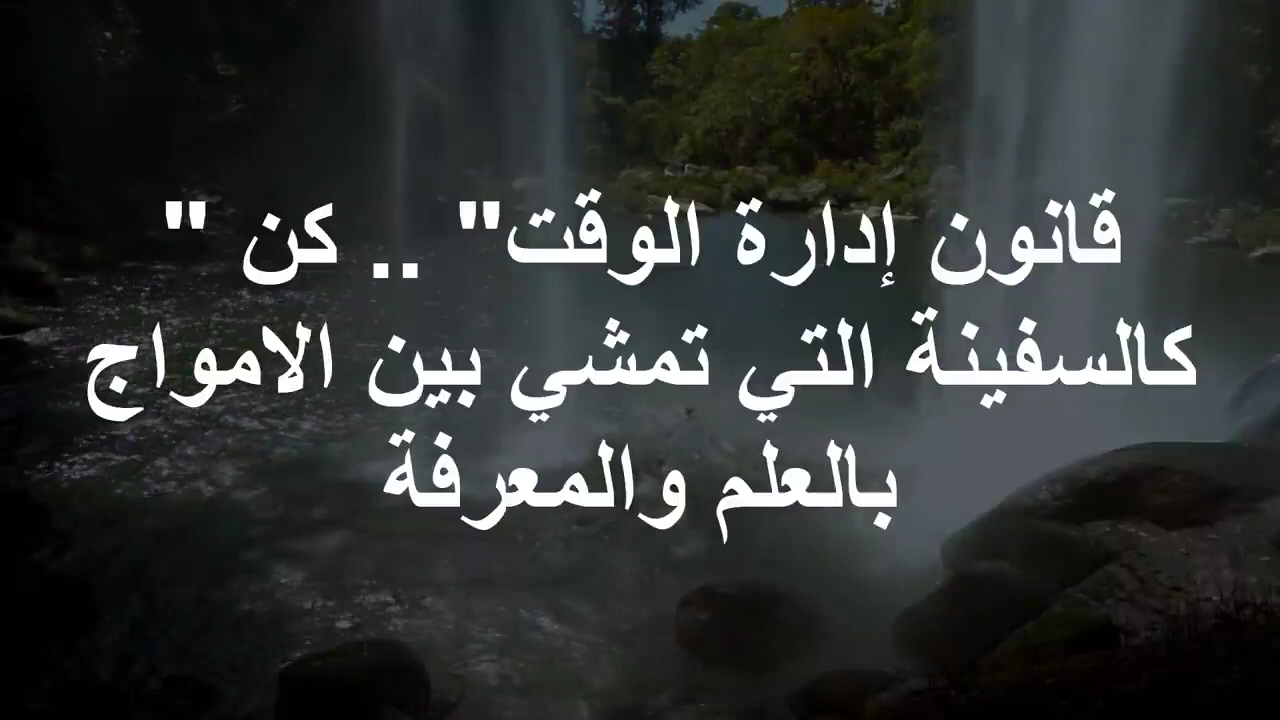 قانون إدارة الوقت" .. كن "
كالسفينة التي تمشي بين الامواج
بالعلم والمعرفة